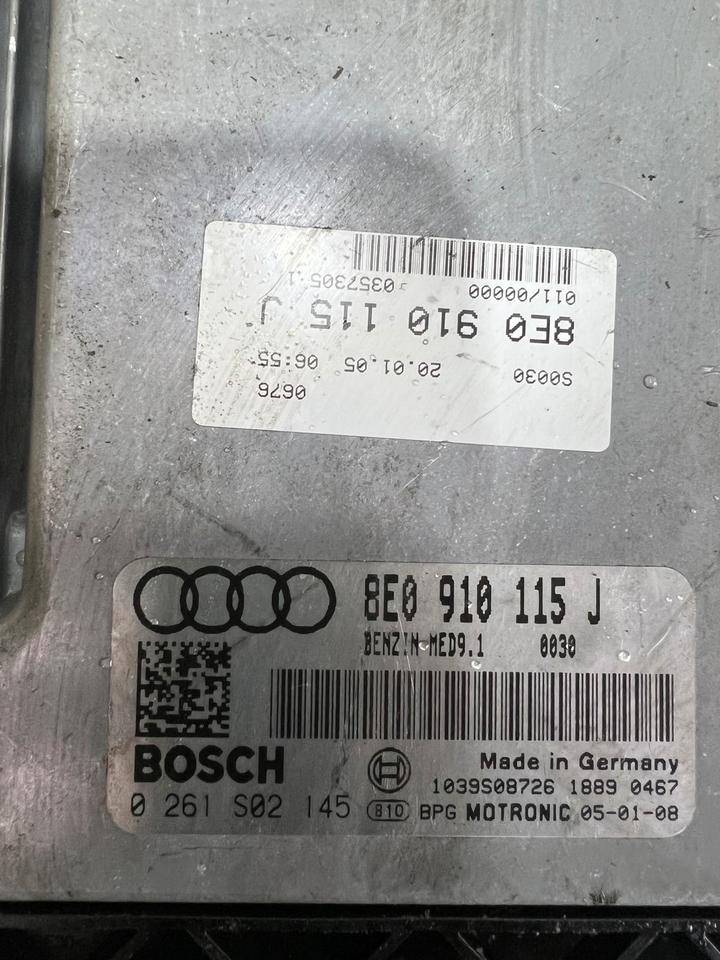 0676
S0030 20.01.05 06:55
8E0 910 115 J
011/00000 0357305 1
8E0 910 115 J
BENZIN MED9.1 0030
BOSCH
Made in Germany
1039S08726 1889 0467
0 261 S02 145 810 BPG MOTRONIC 05-01-08